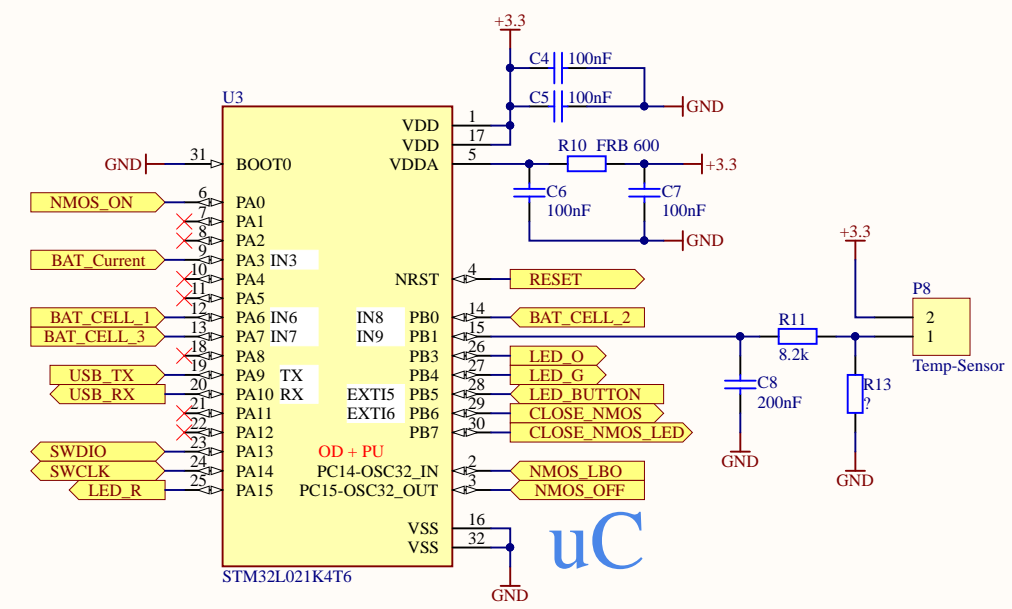 +3.3
C4 100nF
C5 100nF
GND
U3
VDD 1
VDD 17
VDDA 5
R10 FRB 600
+3.3
C6
100nF
C7
100nF
GND
GND 31 BOOT0
NMOS_ON 6 PA0
7 PA1
8 PA2
BAT_Current 9 PA3 IN3
10 PA4
11 PA5
BAT_CELL_1 12 PA6 IN6
BAT_CELL_3 13 PA7 IN7
18 PA8
USB_TX 19 PA9 TX
USB_RX 20 PA10 RX
21 PA11
22 PA12
SWDIO 23 PA13
SWCLK 24 PA14
LED_R 25 PA15
NRST 4 RESET
IN8 PB0 14 BAT_CELL_2
IN9 PB1 15
PB3 26 LED_O
PB4 27 LED_G
EXTI5 PB5 28 LED_BUTTON
EXTI6 PB6 29 CLOSE_NMOS
PB7 30 CLOSE_NMOS_LED
OD + PU
PC14-OSC32_IN 2 NMOS_LBO
PC15-OSC32_OUT 3 NMOS_OFF
VSS 16
VSS 32
GND
STM32L021K4T6
uC
+3.3
P8
2
1
Temp-Sensor
R11
8.2k
C8
200nF
GND
R13
?
GND